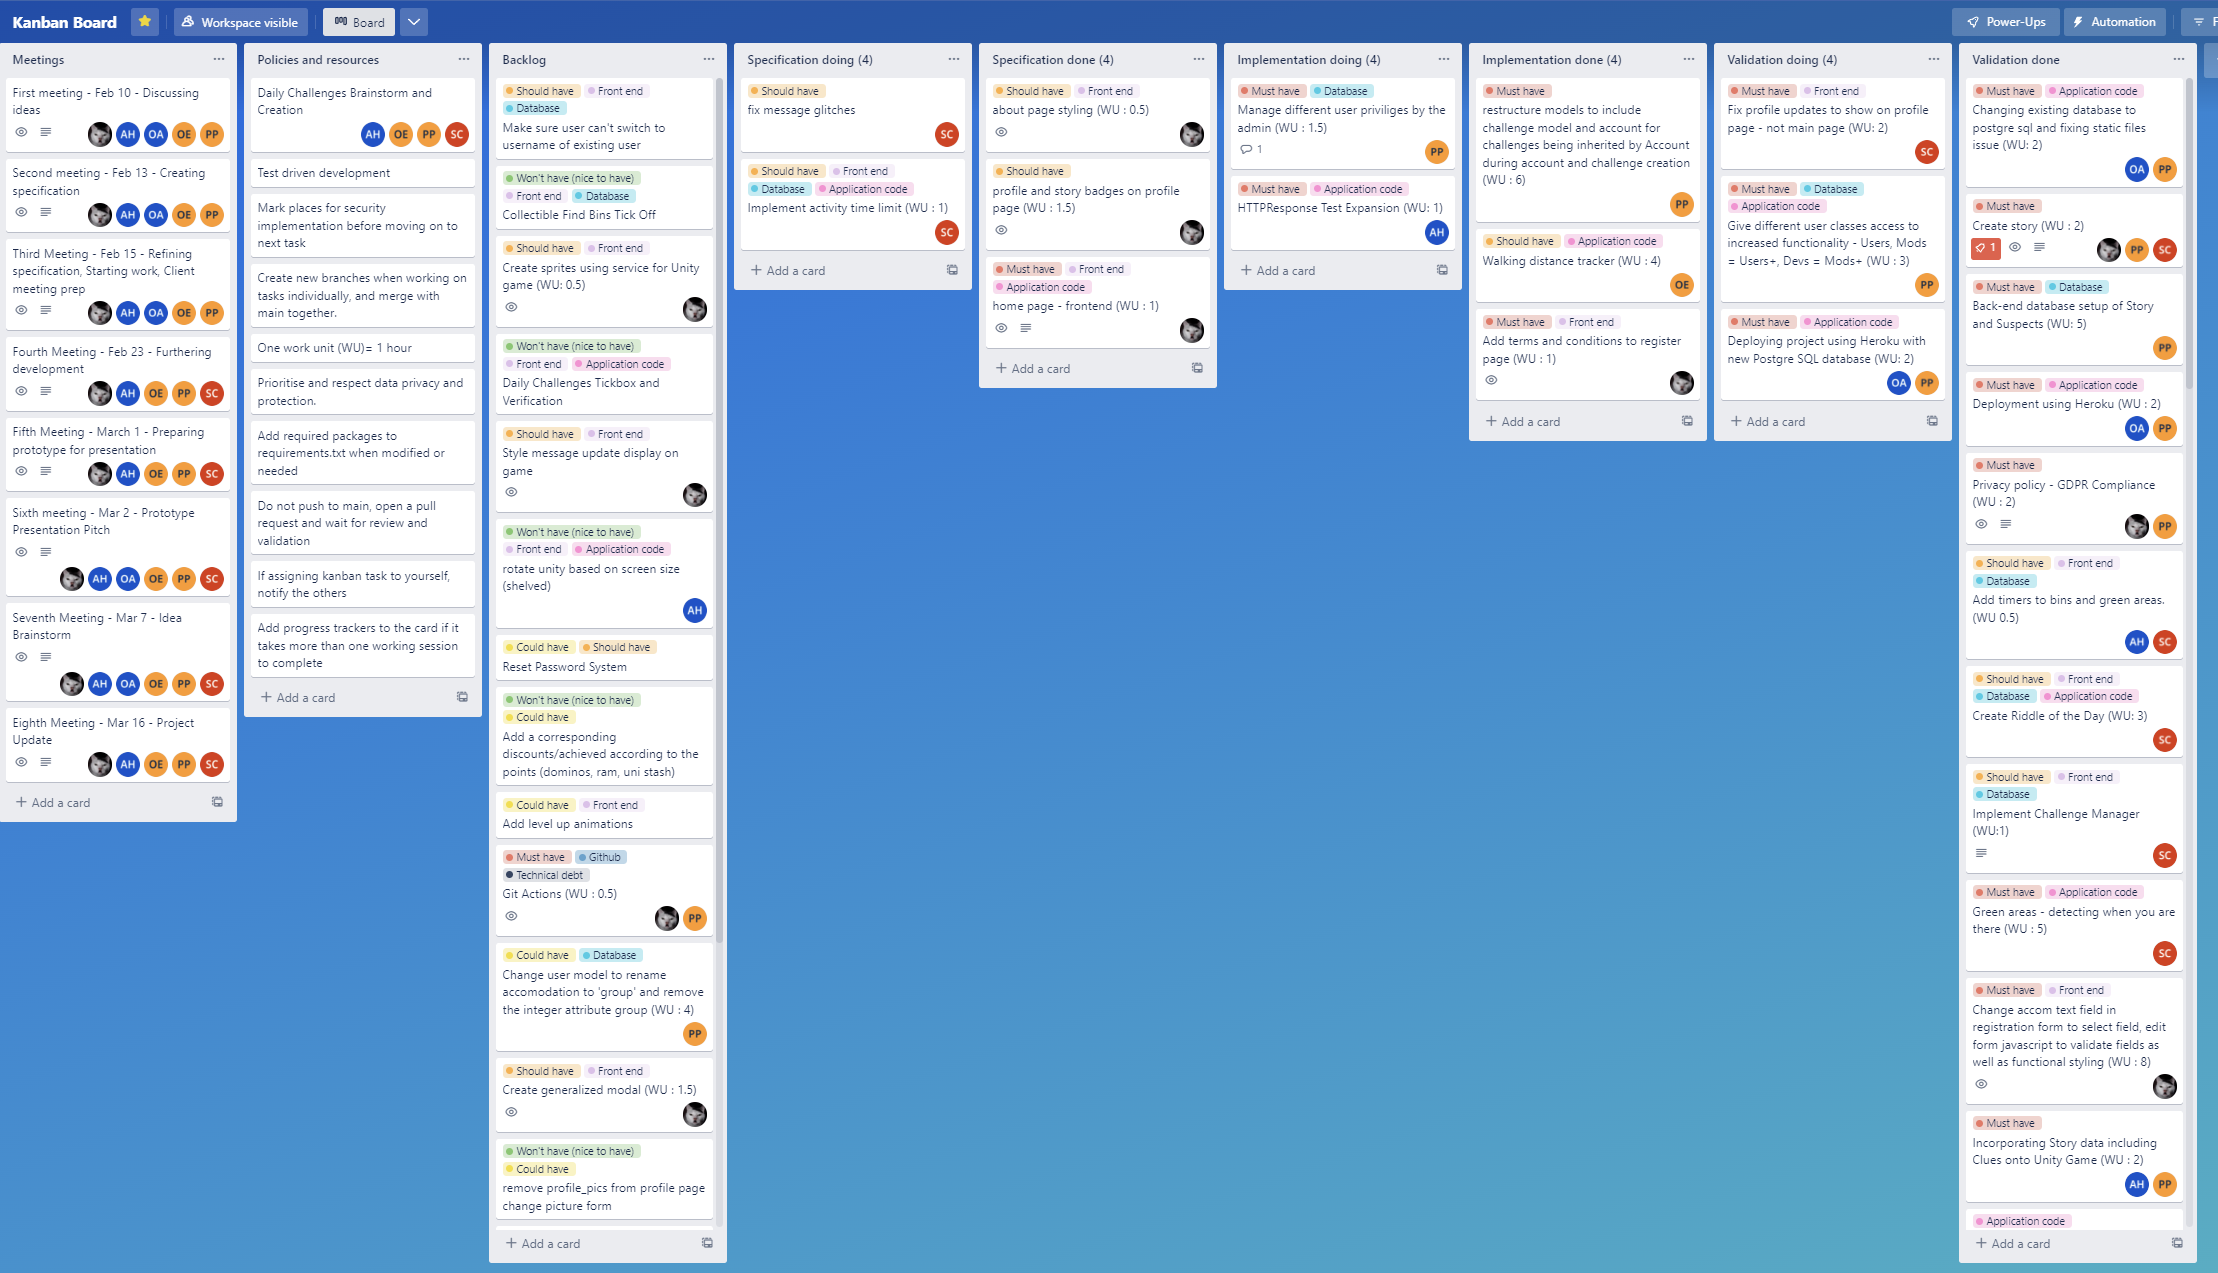 Kanban Board
Workspace visible
Board
Power-Ups
Automation
F
Meetings
First meeting - Feb 10 - Discussing
ideas
AH OA OE PP
Second meeting - Feb 13 - Creating
specification
AH OA OE PP
Third Meeting - Feb 15 - Refining
specification, Starting work, Client
meeting prep
AH OA OE PP
Fourth Meeting - Feb 23 - Furthering
development
AH OE PP SC
Fifth Meeting - March 1 - Preparing
prototype for presentation
AH OE PP SC
Sixth meeting - Mar 2 - Prototype
Presentation Pitch
AH OA OE PP SC
Seventh Meeting - Mar 7 - Idea
Brainstorm
AH OA OE PP SC
Eighth Meeting - Mar 16 - Project
Update
AH OE PP SC
Add a card
Policies and resources
Daily Challenges Brainstorm and
Creation
AH OE PP SC
Test driven development
Mark places for security
implementation before moving on to
next task
Create new branches when working on
tasks individually, and merge with
main together.
One work unit (WU)= 1 hour
Prioritise and respect data privacy and
protection.
Add required packages to
requirements.txt when modified or
needed
Do not push to main, open a pull
request and wait for review and
validation
If assigning kanban task to yourself,
notify the others
Add progress trackers to the card if it
takes more than one working session
to complete
Add a card
Backlog
Should have Front end
Database
Make sure user can't switch to
username of existing user
Won't have (nice to have)
Front end Database
Collectible Find Bins Tick Off
Should have Front end
Create sprites using service for Unity
game (WU: 0.5)
Won't have (nice to have)
Front end Application code
Daily Challenges Tickbox and
Verification
Should have Front end
Style message update display on
game
Won't have (nice to have)
Front end Application code
rotate unity based on screen size
(shelved)
AH
Could have Should have
Reset Password System
Won't have (nice to have)
Could have
Add a corresponding
discounts/achieved according to the
points (dominos, ram, uni stash)
Could have Front end
Add level up animations
Must have Github
Technical debt
Git Actions (WU : 0.5)
PP
Could have Database
Change user model to rename
accomodation to 'group' and remove
the integer attribute group (WU : 4)
PP
Should have Front end
Create generalized modal (WU : 1.5)
Won't have (nice to have)
Could have
remove profile_pics from profile page
change picture form
Add a card
Specification doing (4)
Should have
fix message glitches
SC
Should have Front end
Database Application code
Implement activity time limit (WU : 1)
SC
Add a card
Specification done (4)
Should have Front end
about page styling (WU : 0.5)
Should have
profile and story badges on profile
page (WU : 1.5)
Must have Front end
Application code
home page - frontend (WU : 1)
Add a card
Implementation doing (4)
Must have Database
Manage different user priviliges by the
admin (WU : 1.5)
1
PP
Must have Application code
HTTPResponse Test Expansion (WU: 1)
AH
Add a card
Implementation done (4)
Must have
restructure models to include
challenge model and account for
challenges being inherited by Account
during account and challenge creation
(WU : 6)
PP
Should have Application code
Walking distance tracker (WU : 4)
OE
Must have Front end
Add terms and conditions to register
page (WU : 1)
Add a card
Validation doing (4)
Must have Front end
Fix profile updates to show on profile
page - not main page (WU: 2)
SC
Must have Database
Application code
Give different user classes access to
increased functionality - Users, Mods
= Users+, Devs = Mods+ (WU : 3)
PP
Must have Application code
Deploying project using Heroku with
new Postgre SQL database (WU: 2)
OA PP
Add a card
Validation done
Must have Application code
Changing existing database to
postgre sql and fixing static files
issue (WU: 2)
OA PP
Must have
Create story (WU : 2)
1
PP SC
Must have Database
Back-end database setup of Story
and Suspects (WU: 5)
PP
Must have Application code
Deployment using Heroku (WU : 2)
OA PP
Must have
Privacy policy - GDPR Compliance
(WU : 2)
PP
Should have Front end
Database
Add timers to bins and green areas.
(WU 0.5)
AH SC
Should have Front end
Database Application code
Create Riddle of the Day (WU: 3)
SC
Should have Front end
Database
Implement Challenge Manager
(WU:1)
SC
Must have Application code
Green areas - detecting when you are
there (WU : 5)
SC
Must have Front end
Change accom text field in
registration form to select field, edit
form javascript to validate fields as
well as functional styling (WU : 8)
Must have
Incorporating Story data including
Clues onto Unity Game (WU : 2)
AH PP
Application code
Add a card